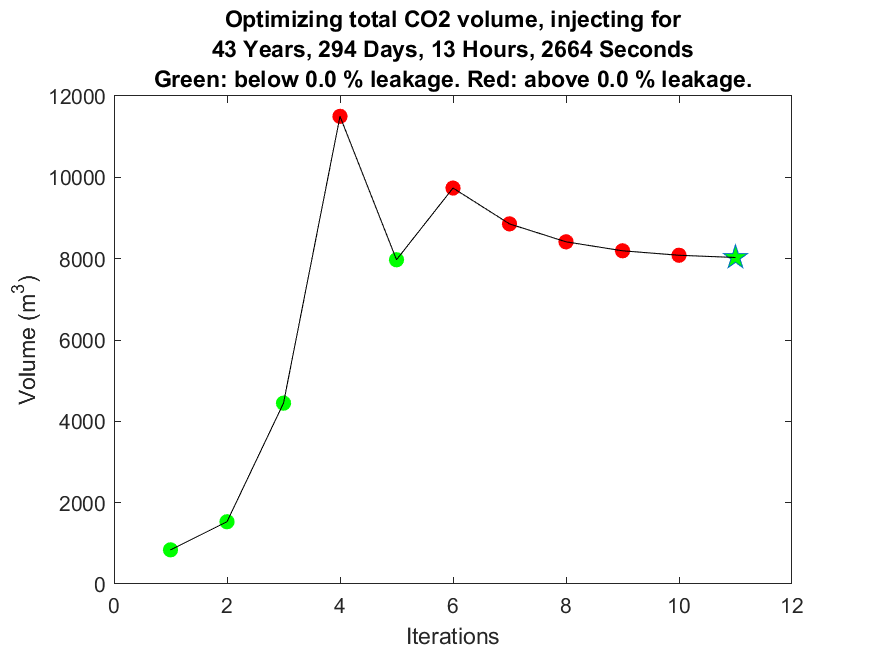 Optimizing total CO2 volume, injecting for
43 Years, 294 Days, 13 Hours, 2664 Seconds
Green: below 0.0 % leakage. Red: above 0.0 % leakage.
12000
10000
8000
6000
4000
2000
0
Volume (m³)
0 2 4 6 8 10 12
Iterations